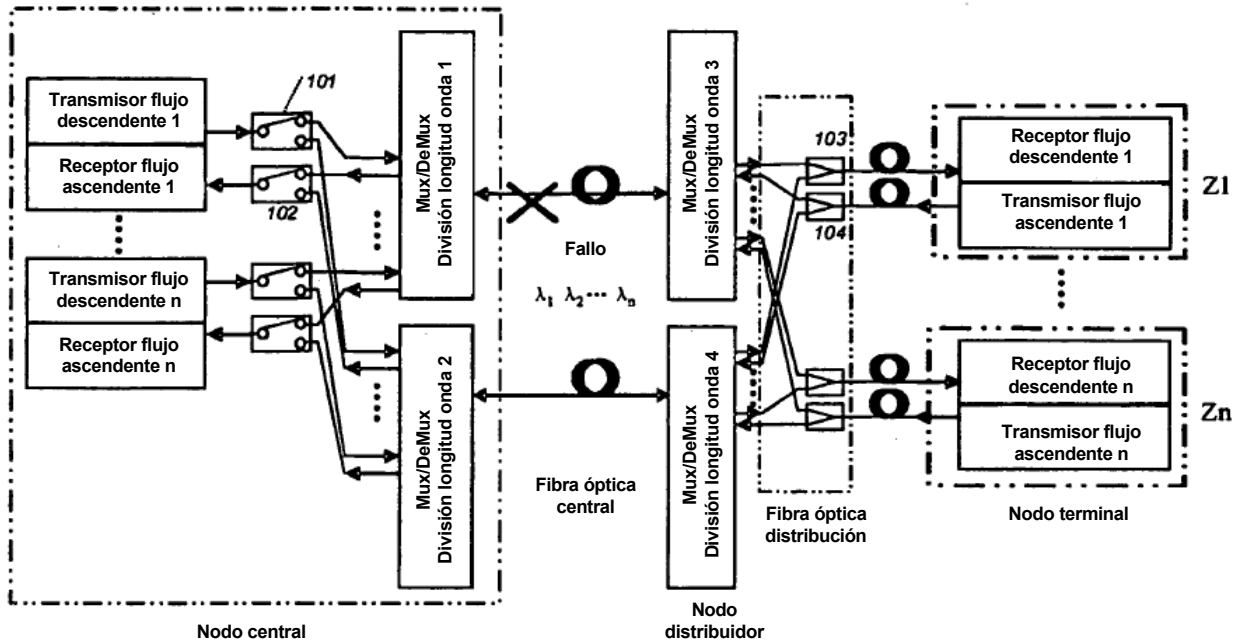 Transmisor flujo
descendente 1
Receptor flujo
ascendente 1
Transmisor flujo
descendente n
Receptor flujo
ascendente n
101
102
Mux/DeMux
División longitud onda 1
Mux/DeMux
División longitud onda 2
Nodo central
Fallo
λ1 λ2 ··· λn
Fibra óptica
central
Mux/DeMux
División longitud onda 3
Mux/DeMux
División longitud onda 4
Nodo
distribuidor
103
104
Fibra óptica
distribución
Receptor flujo
descendente 1
Transmisor flujo
ascendente 1
Z1
Receptor flujo
descendente n
Transmisor flujo
ascendente n
Zn
Nodo terminal